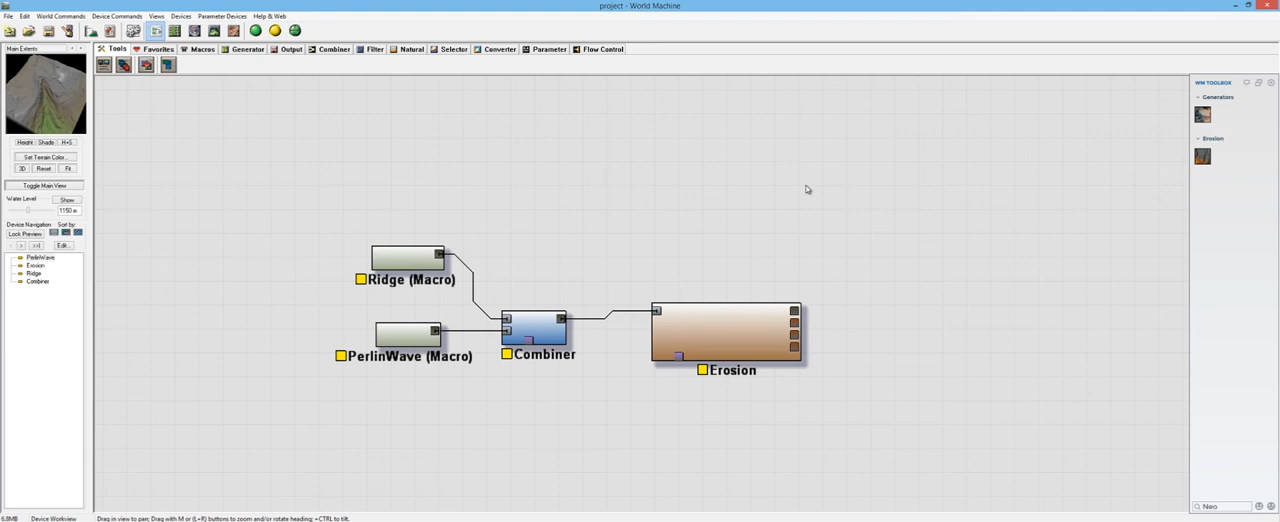 project - World Machine
File Edit World Commands Device Commands Views Devices Parameter Devices Help & Web
Main Extents
Tools Favorites Macros Generator Output Combiner Filter Natural Selector Converter Parameter Flow Control
WM TOOLBOX
Generators
Erosion
Height Shade H+S
Set Terrain Color...
3D Reset Fit
Toggle Main View
Water Level Show
1150 m
Device Navigation: Sort by:
Lock Preview
> >>| Edit...
PerlinWave
Erosion
Ridge
Combiner
Ridge (Macro)
PerlinWave (Macro)
Combiner
Erosion
Neo
6.8MB Device Workview Drag in view to pan; Drag with M or (L+R) buttons to zoom and/or rotate heading; +CTRL to tilt.